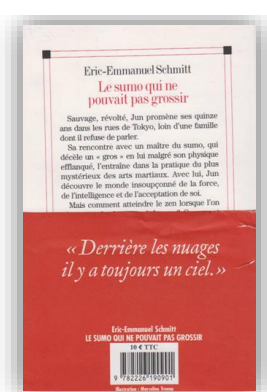 Eric-Emmanuel Schmitt
Le sumo qui ne
pouvait pas grossir
Sauvage, révolté, Jun promène ses quinze
ans dans les rues de Tokyo, loin d'une famille
dont il refuse de parler.
Sa rencontre avec un maître du sumo, qui
décèle un « gros » en lui malgré son physique
efflanqué, l'entraîne dans la pratique du plus
mystérieux des arts martiaux. Avec lui, Jun
découvre le monde insoupçonné de la force,
de l'intelligence et de l'acceptation de soi.
Mais comment atteindre le zen lorsque l'on
« Derrière les nuages
il y a toujours un ciel. »
Eric-Emmanuel Schmitt
LE SUMO QUI NE POUVAIT PAS GROSSIR
10 € TTC
9 782226 190901